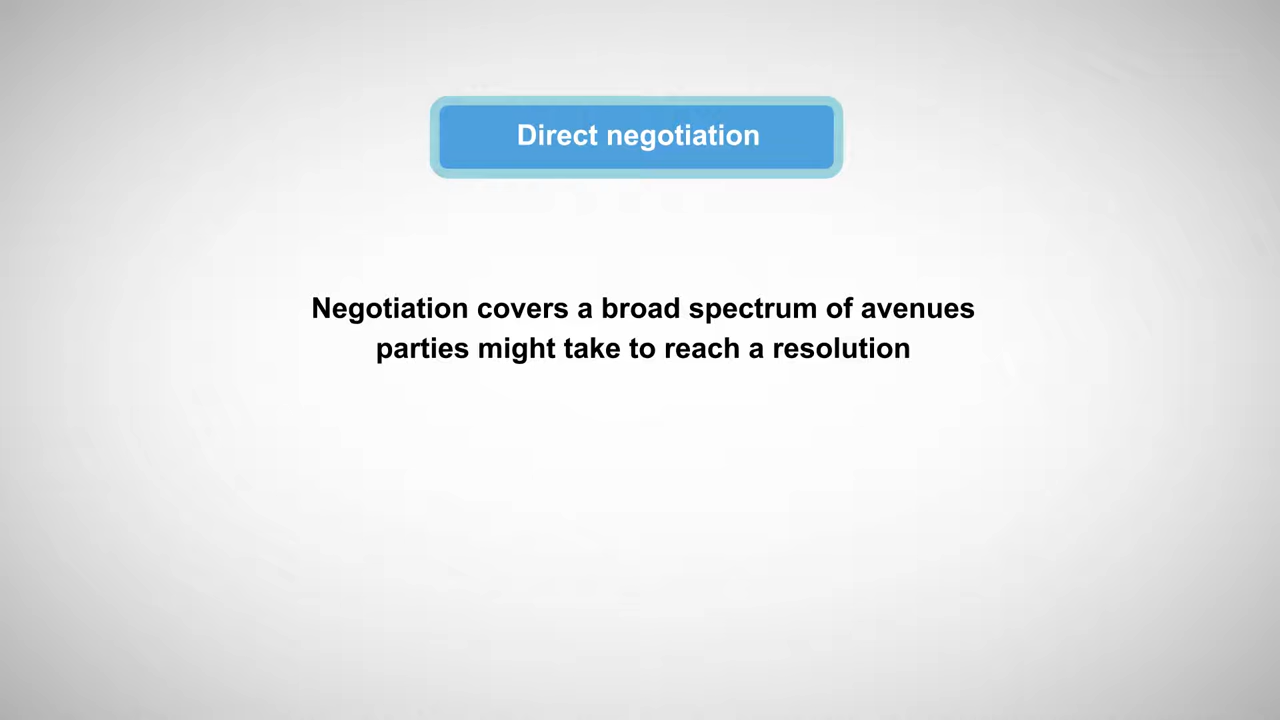 Direct negotiation
Negotiation covers a broad spectrum of avenues
parties might take to reach a resolution